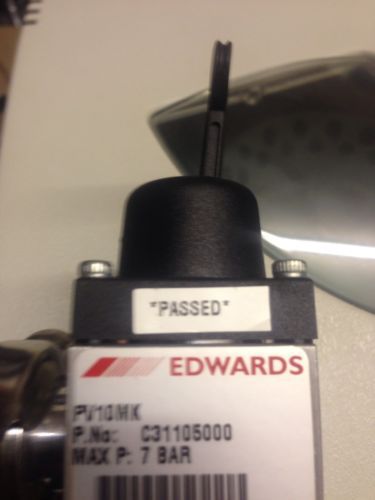 *PASSED*
EDWARDS
PV10MK
P.No: C31105000
MAX P: 7 BAR